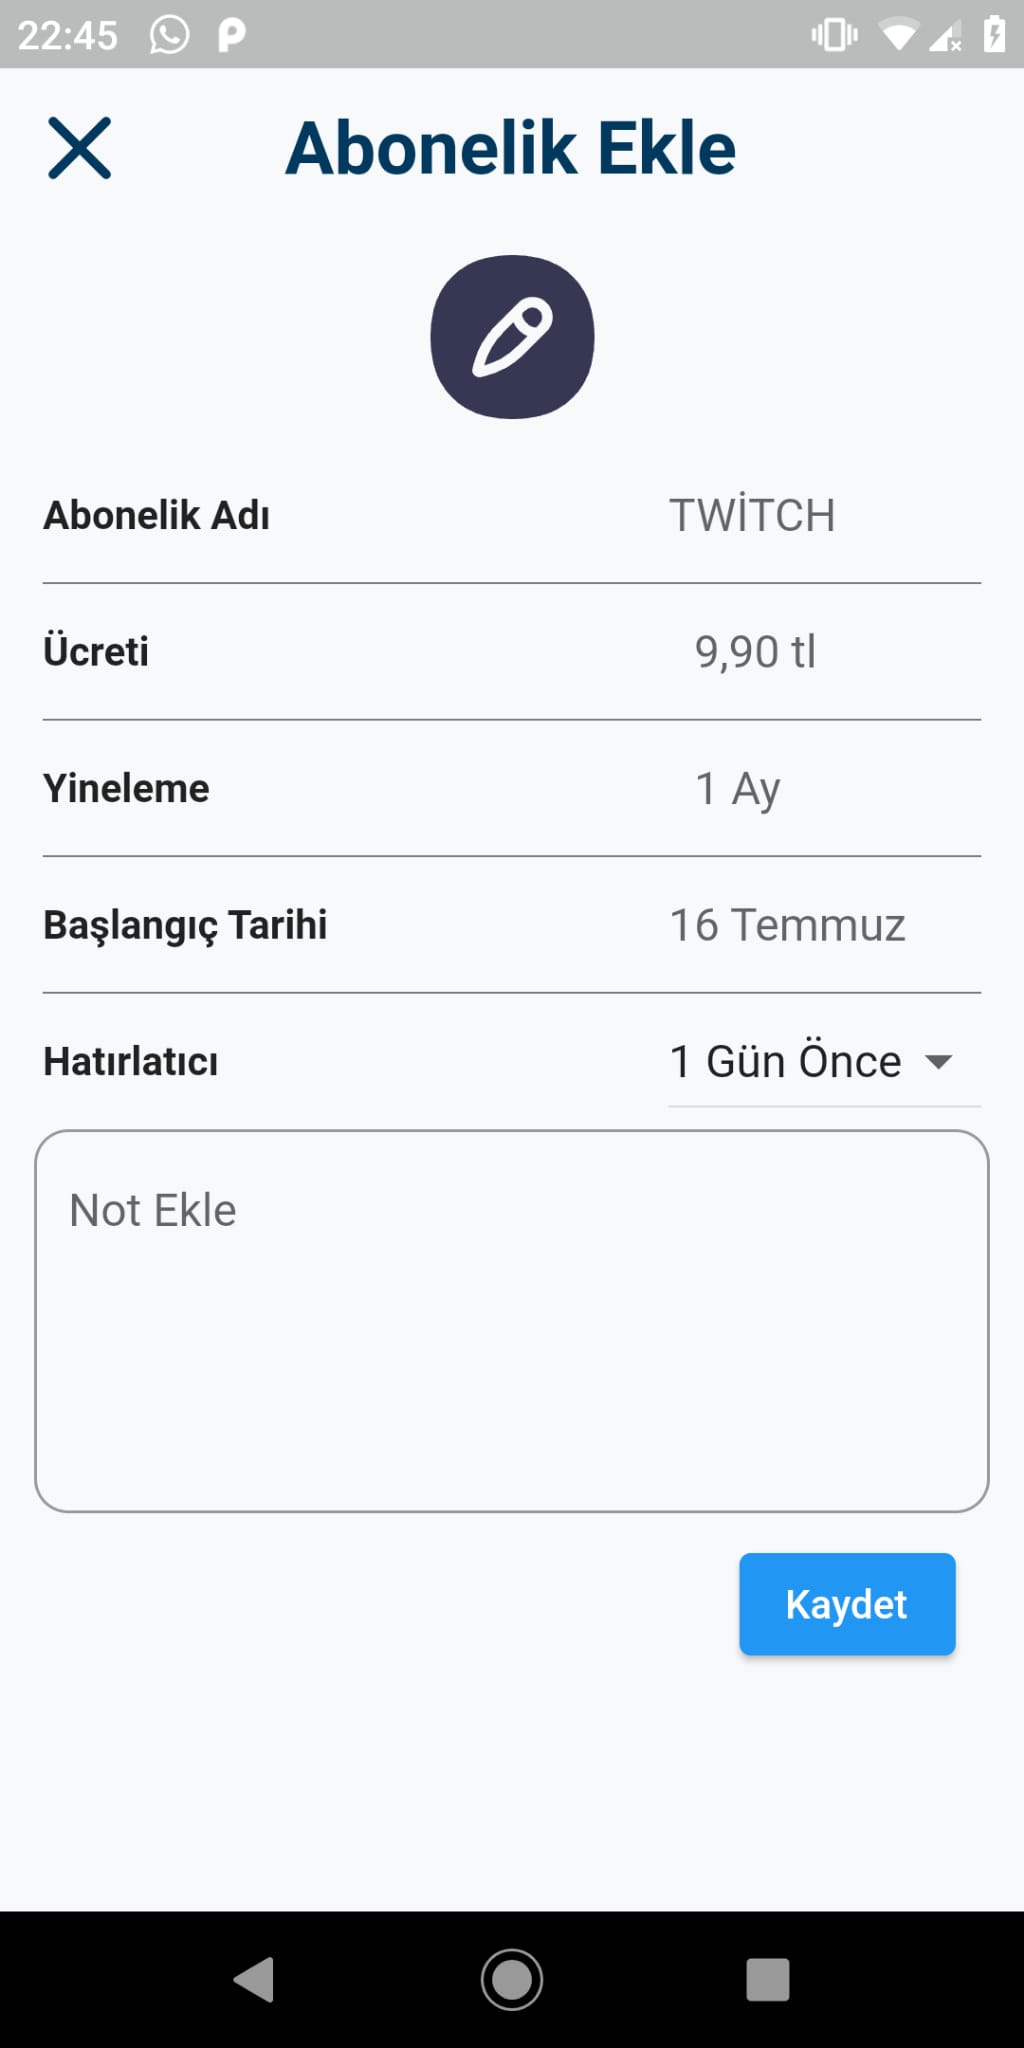 22:45
Abonelik Ekle
Abonelik Adı TWİTCH
Ücreti 9,90 tl
Yineleme 1 Ay
Başlangıç Tarihi 16 Temmuz
Hatırlatıcı 1 Gün Önce
Not Ekle
Kaydet